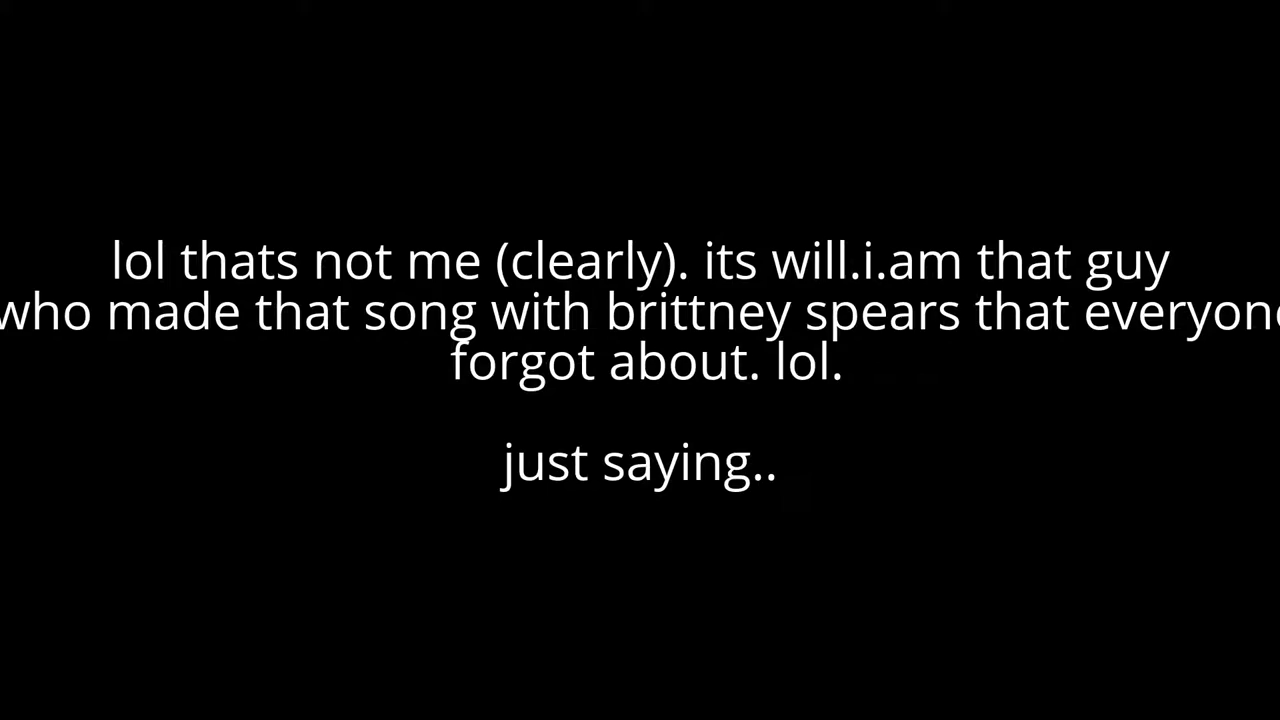 lol thats not me (clearly). its will.i.am that guy
who made that song with brittney spears that everyone
forgot about. lol.
just saying..